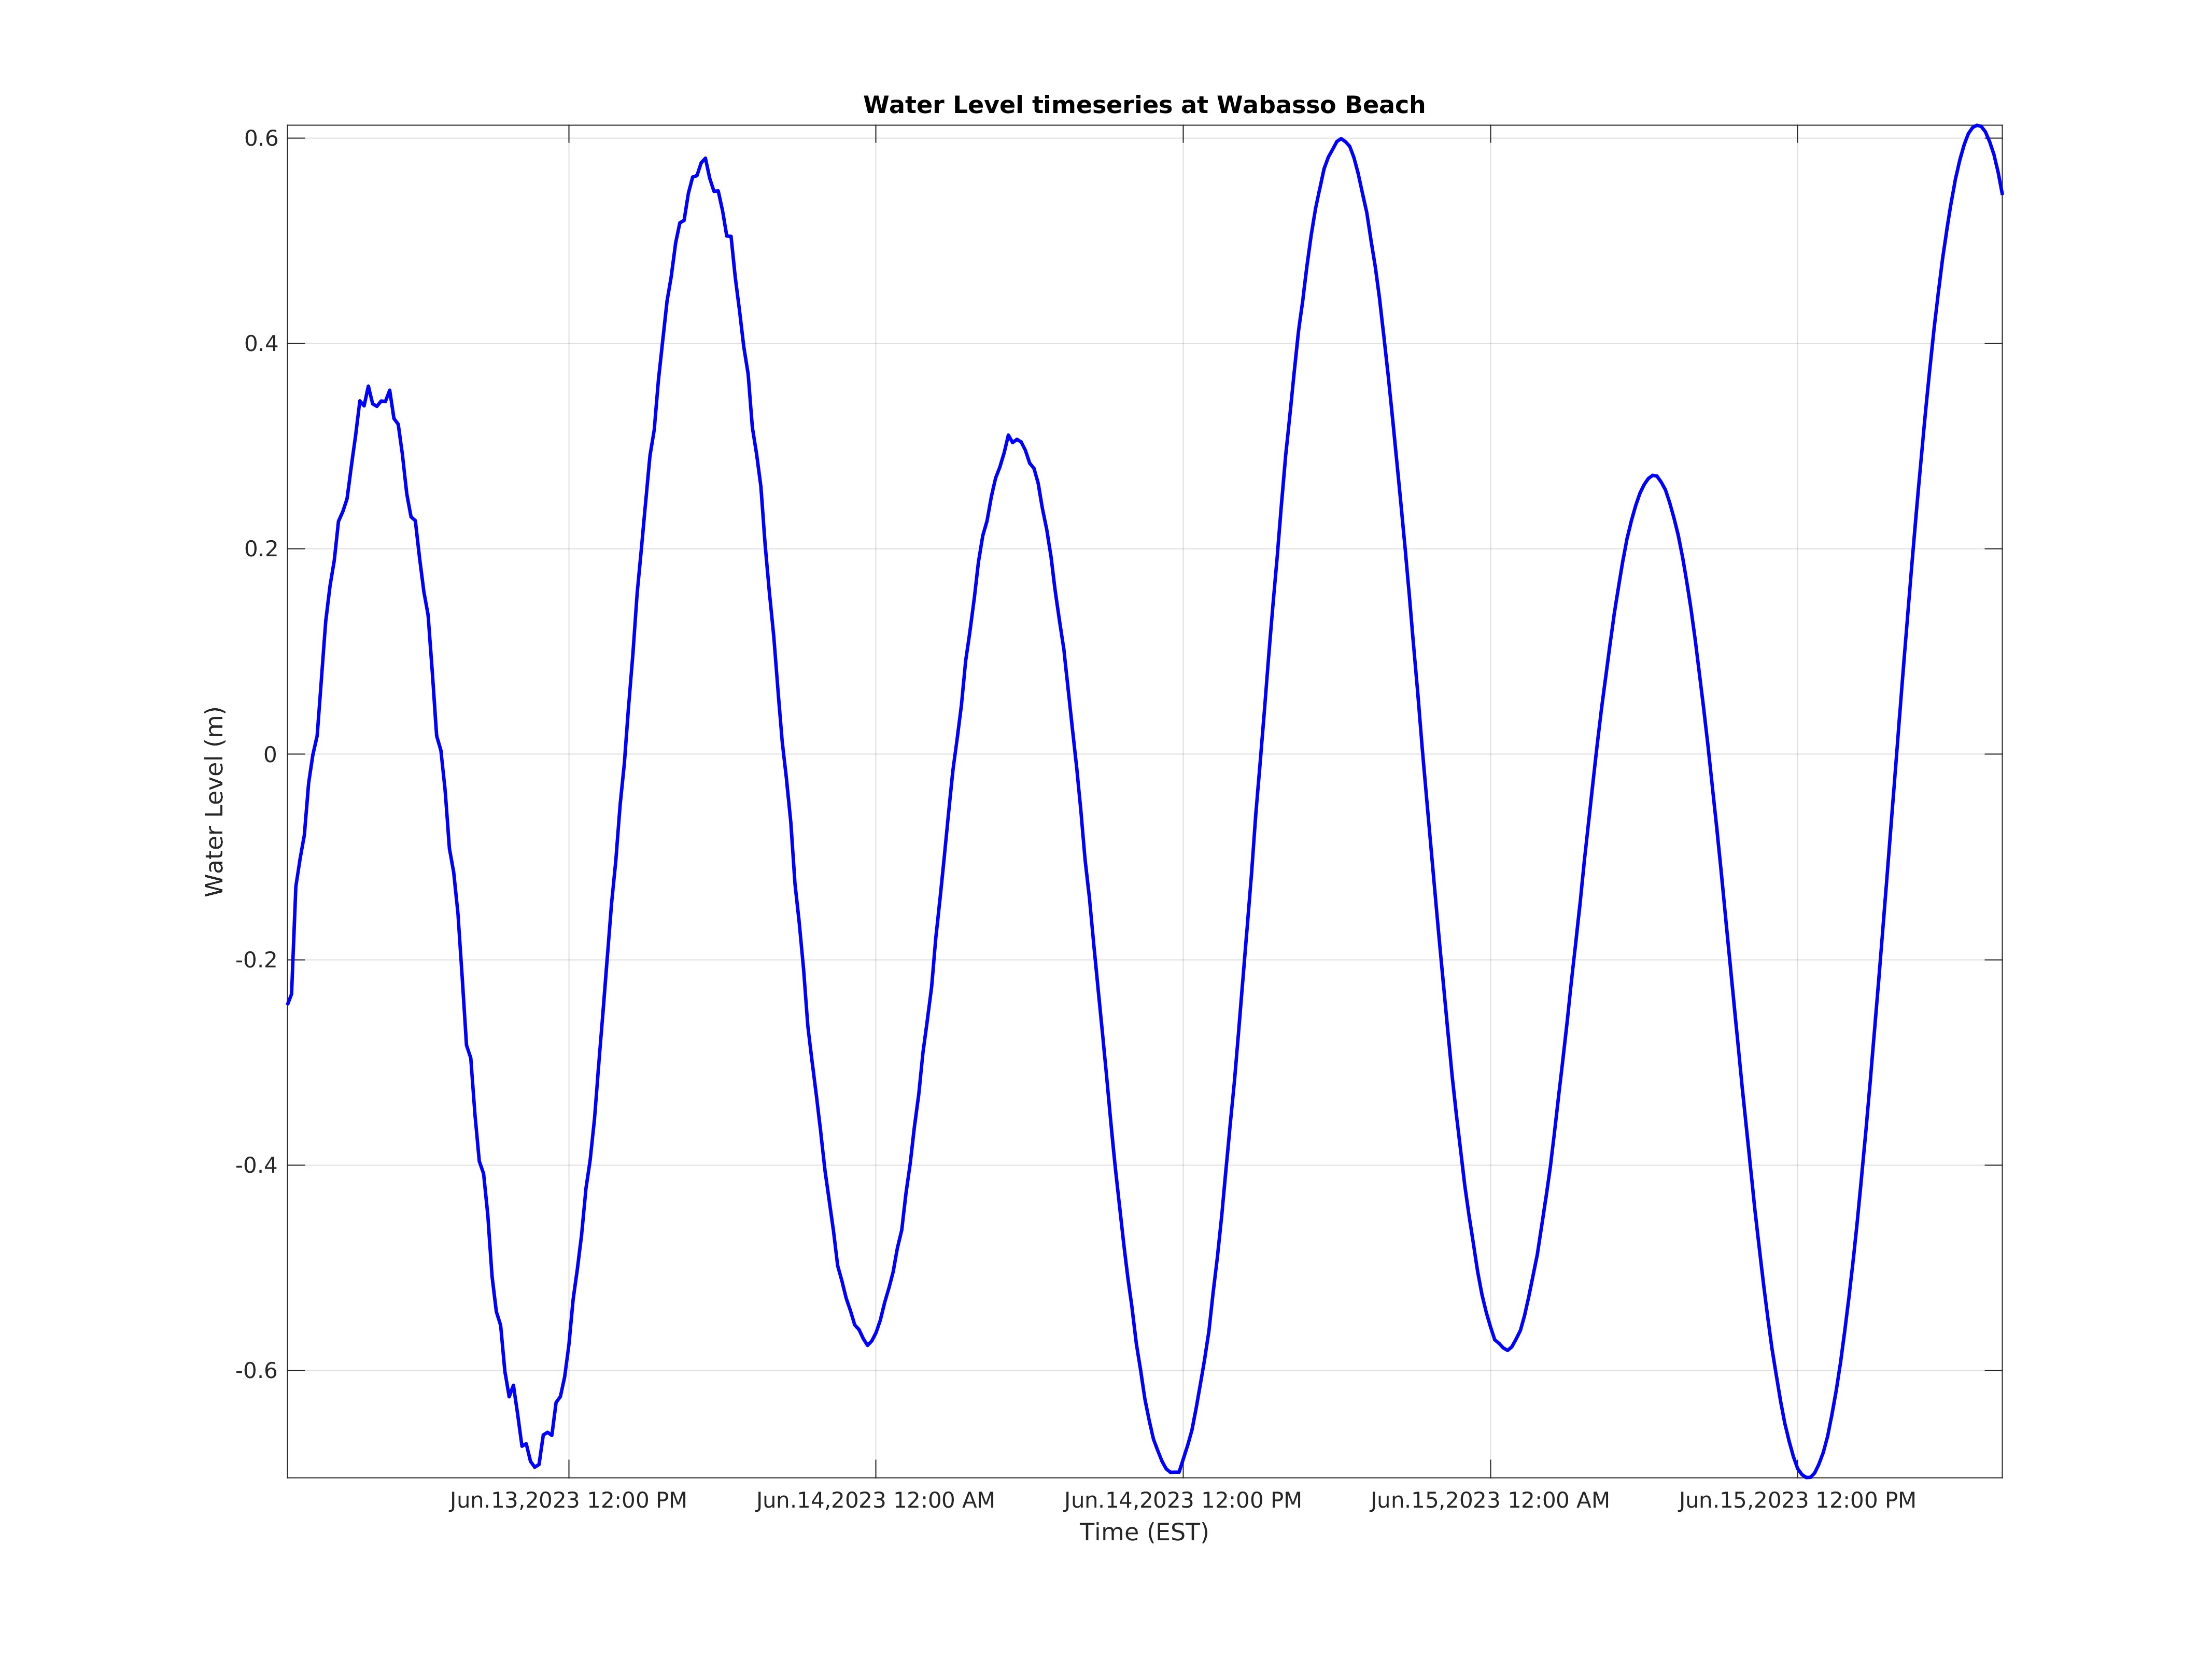 Water Level timeseries at Wabasso Beach
0.6
0.4
0.2
0
-0.2
-0.4
-0.6
Water Level (m)
Jun.13,2023 12:00 PM
Jun.14,2023 12:00 AM
Jun.14,2023 12:00 PM
Jun.15,2023 12:00 AM
Jun.15,2023 12:00 PM
Time (EST)